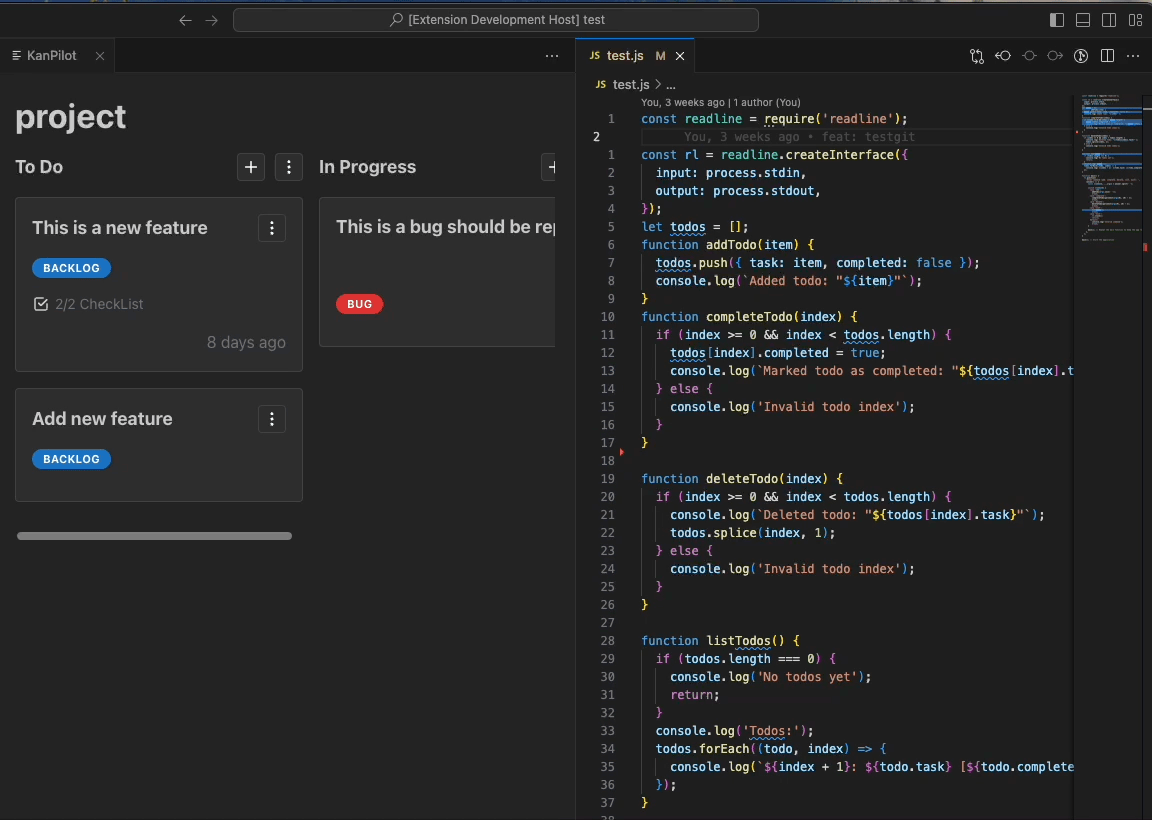 [Extension Development Host] test
KanPilot
project
To Do
In Progress
This is a new feature
BACKLOG
2/2 CheckList
8 days ago
Add new feature
BACKLOG
This is a bug should be rep
BUG
JS test.js M
JS test.js > ...
You, 3 weeks ago | 1 author (You)
1 const readline = require('readline');
2 You, 3 weeks ago • feat: testgit
1 const rl = readline.createInterface({
2 input: process.stdin,
3 output: process.stdout,
4 });
5 let todos = [];
6 function addTodo(item) {
7 todos.push({ task: item, completed: false });
8 console.log(`Added todo: "${item}"`);
9 }
10 function completeTodo(index) {
11 if (index >= 0 && index < todos.length) {
12 todos[index].completed = true;
13 console.log(`Marked todo as completed: "${todos[index].t
14 } else {
15 console.log('Invalid todo index');
16 }
17 }
18
19 function deleteTodo(index) {
20 if (index >= 0 && index < todos.length) {
21 console.log(`Deleted todo: "${todos[index].task}"`);
22 todos.splice(index, 1);
23 } else {
24 console.log('Invalid todo index');
25 }
26 }
27
28 function listTodos() {
29 if (todos.length === 0) {
30 console.log('No todos yet');
31 return;
32 }
33 console.log('Todos:');
34 todos.forEach((todo, index) => {
35 console.log(`${index + 1}: ${todo.task} [${todo.complete
36 });
37 }
38